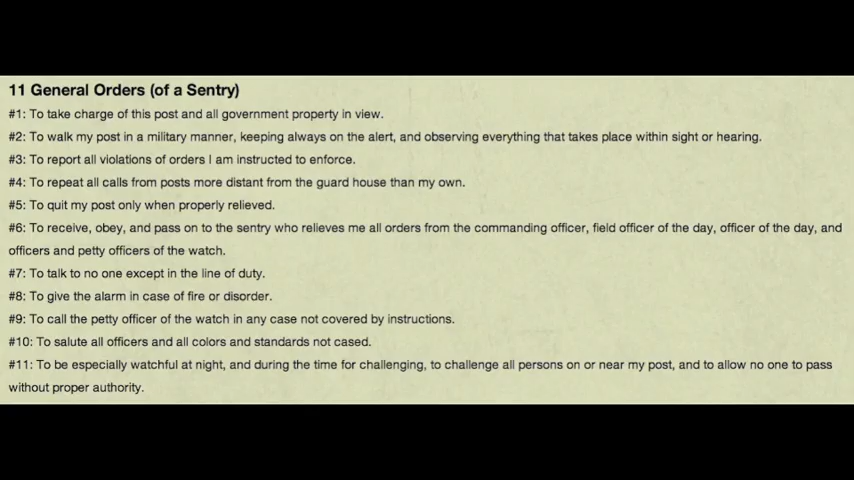 11 General Orders (of a Sentry)
#1: To take charge of this post and all government property in view.
#2: To walk my post in a military manner, keeping always on the alert, and observing everything that takes place within sight or hearing.
#3: To report all violations of orders I am instructed to enforce.
#4: To repeat all calls from posts more distant from the guard house than my own.
#5: To quit my post only when properly relieved.
#6: To receive, obey, and pass on to the sentry who relieves me all orders from the commanding officer, field officer of the day, officer of the day, and
officers and petty officers of the watch.
#7: To talk to no one except in the line of duty.
#8: To give the alarm in case of fire or disorder.
#9: To call the petty officer of the watch in any case not covered by instructions.
#10: To salute all officers and all colors and standards not cased.
#11: To be especially watchful at night, and during the time for challenging, to challenge all persons on or near my post, and to allow no one to pass
without proper authority.